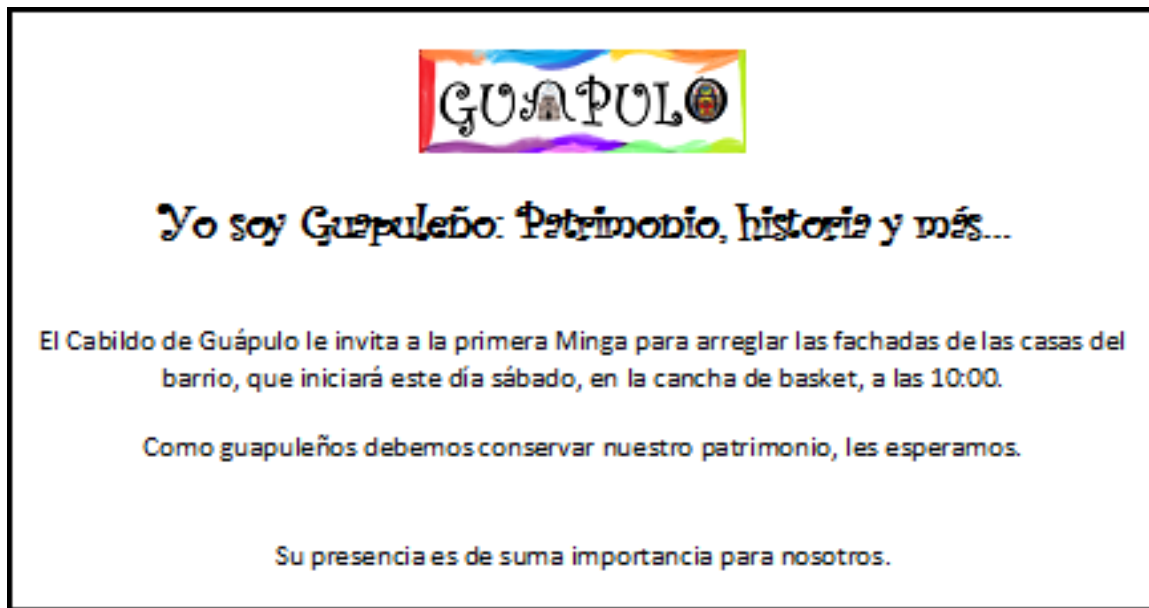 GUAPULO
Yo soy Guapuleño: Patrimonio, historia y más...
El Cabildo de Guápulo le invita a la primera Minga para arreglar las fachadas de las casas del
barrio, que iniciará este día sábado, en la cancha de basket, a las 10:00.
Como guapuleños debemos conservar nuestro patrimonio, les esperamos.
Su presencia es de suma importancia para nosotros.